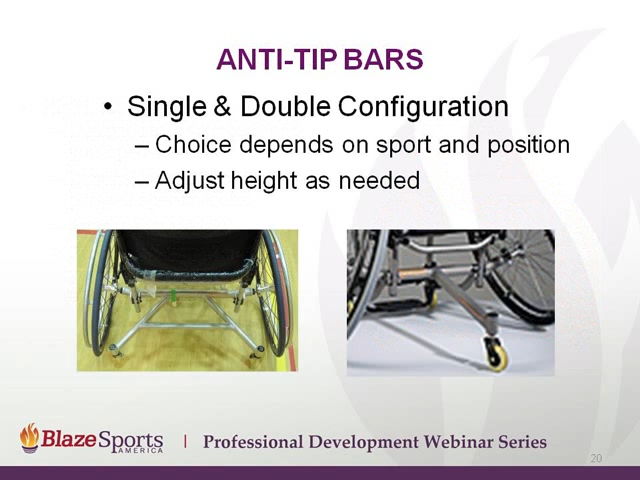 ANTI-TIP BARS
• Single & Double Configuration
– Choice depends on sport and position
– Adjust height as needed
BlazeSports
AMERICA
| Professional Development Webinar Series
20